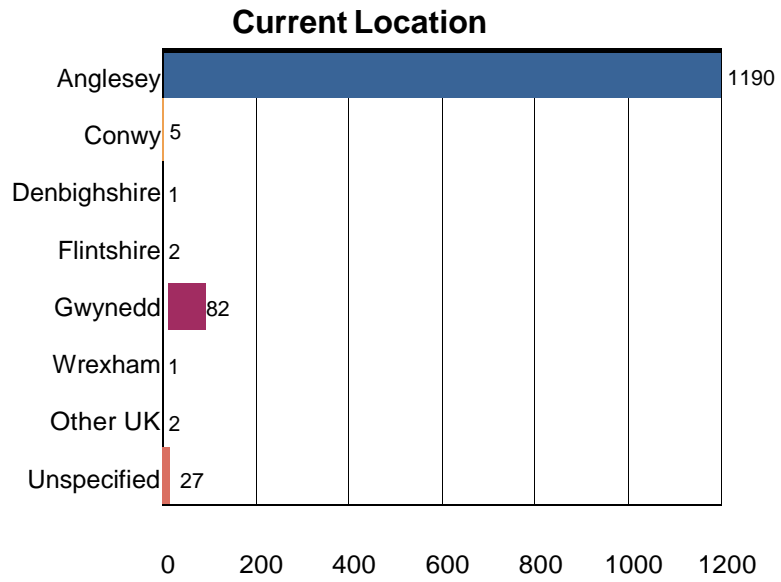 Current Location
Anglesey 1190
Conwy 5
Denbighshire 1
Flintshire 2
Gwynedd 82
Wrexham 1
Other UK 2
Unspecified 27
0 200 400 600 800 1000 1200